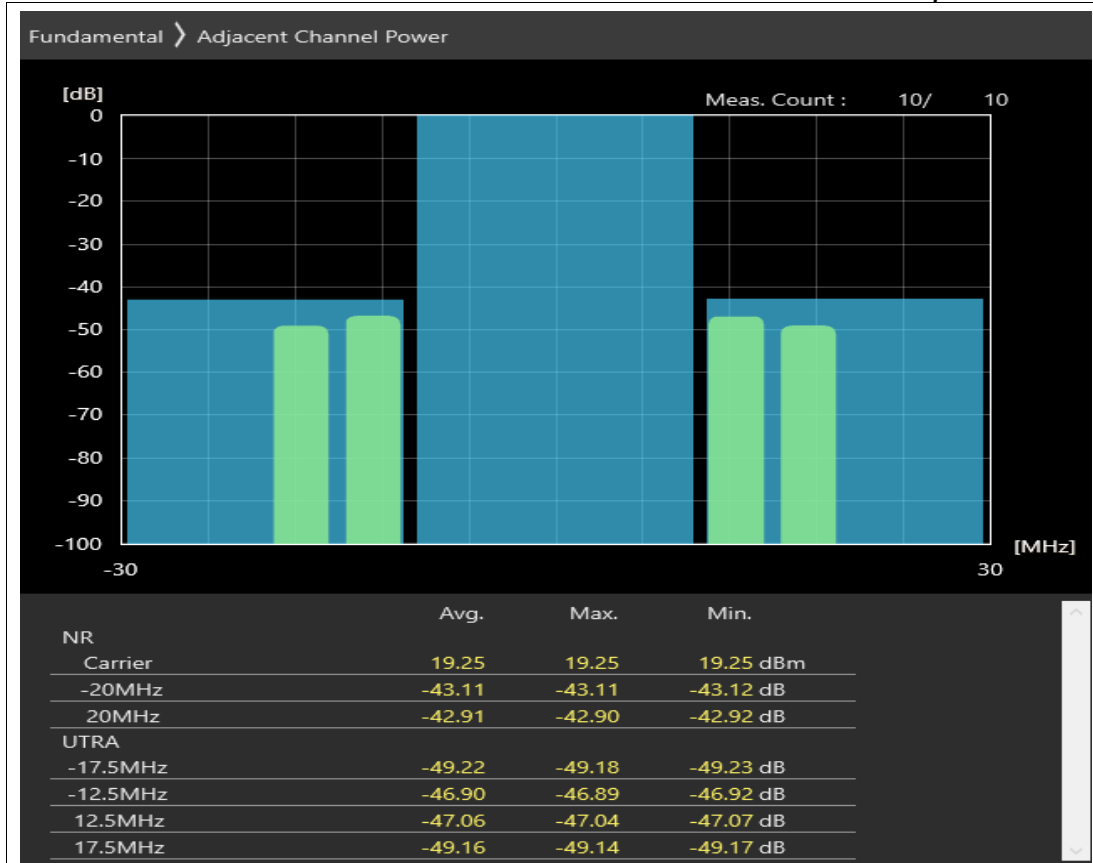 Fundamental ❯ Adjacent Channel Power
[dB]
Meas. Count : 10/ 10
0
-10
-20
-30
-40
-50
-60
-70
-80
-90
-100
[MHz]
-30 30
Avg. Max. Min.
NR
Carrier 19.25 19.25 19.25 dBm
-20MHz -43.11 -43.11 -43.12 dB
20MHz -42.91 -42.90 -42.92 dB
UTRA
-17.5MHz -49.22 -49.18 -49.23 dB
-12.5MHz -46.90 -46.89 -46.92 dB
12.5MHz -47.06 -47.04 -47.07 dB
17.5MHz -49.16 -49.14 -49.17 dB